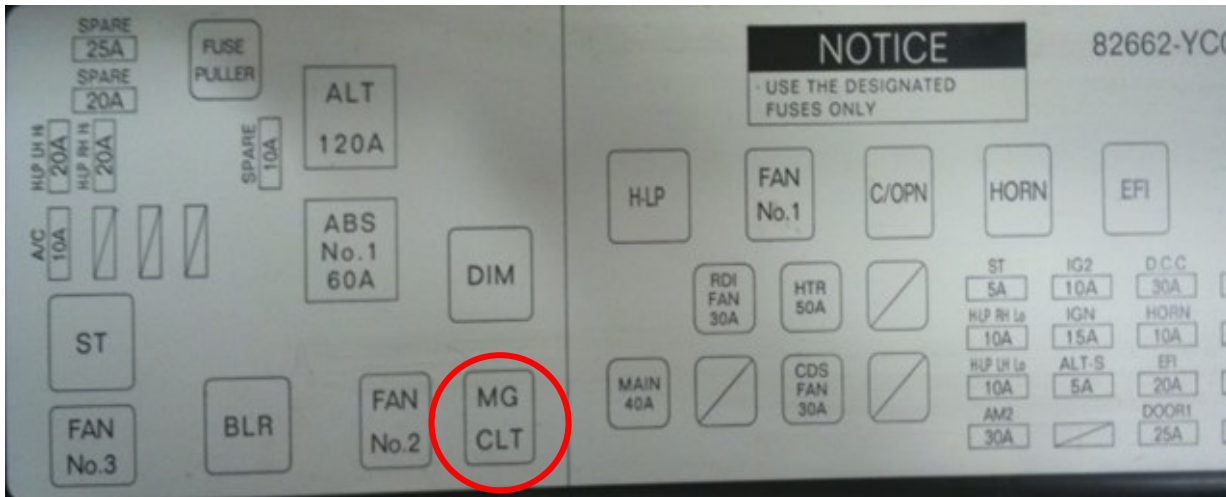 SPARE
25A
SPARE
20A
FUSE
PULLER
ALT
120A
H-LP LH Hi
20A
H-LP RH Hi
20A
SPARE
10A
A/C
10A
ABS
No.1
60A
DIM
ST
FAN
No.3
BLR
FAN
No.2
MG
CLT
NOTICE
· USE THE DESIGNATED
FUSES ONLY
82662-YC
H-LP
FAN
No.1
C/OPN
HORN
EFI
RDI
FAN
30A
HTR
50A
MAIN
40A
CDS
FAN
30A
ST
5A
IG2
10A
D.C.C
30A
H-LP RH Lo
10A
IGN
15A
HORN
10A
H-LP LH Lo
10A
ALT-S
5A
EFI
20A
AM2
30A
DOOR1
25A